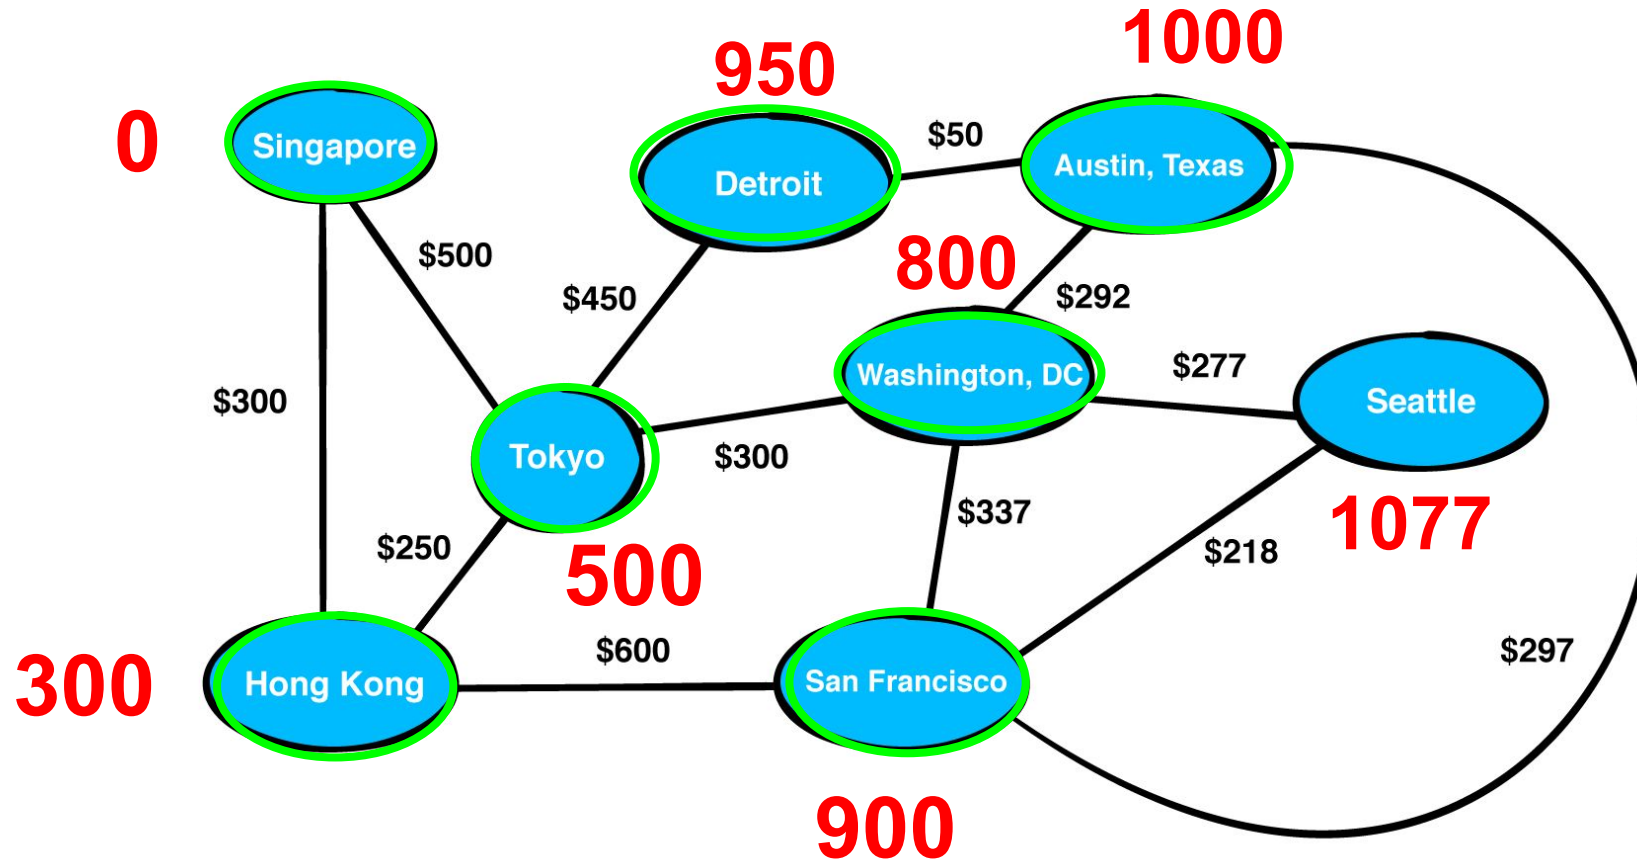 1000
950
0
Singapore
Detroit
$50
Austin, Texas
$500
800
$450
$292
$300
Washington, DC
$277
Seattle
Tokyo
$300
$337
1077
$250
500
$218
$600
$297
300
Hong Kong
San Francisco
900